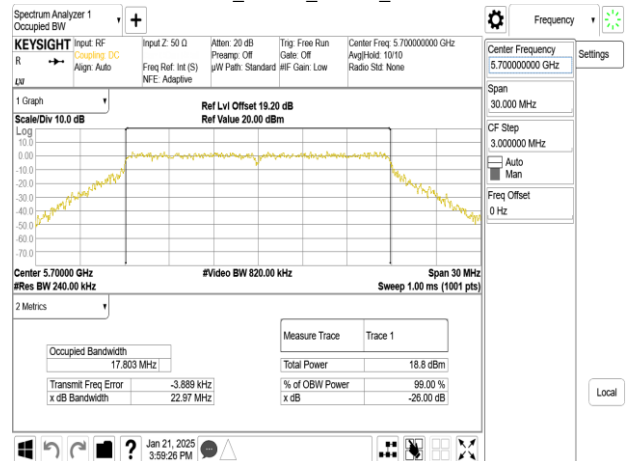 Spectrum Analyzer 1
Occupied BW
Frequency
KEYSIGHT
R
Input: RF
Coupling: DC
Align: Auto
Input Z: 50 Ω
Freq Ref: Int (S)
NFE: Adaptive
Atten: 20 dB
Preamp: Off
µW Path: Standard
Trig: Free Run
Gate: Off
#IF Gain: Low
Center Freq: 5.700000000 GHz
Avg|Hold: 10/10
Radio Std: None
Center Frequency
5.700000000 GHz
Settings
Span
30.000 MHz
CF Step
3.000000 MHz
Auto
Man
Freq Offset
0 Hz
Local
1 Graph
Scale/Div 10.0 dB
Ref Lvl Offset 19.20 dB
Ref Value 20.00 dBm
Log
10.0
0.00
-10.0
-20.0
-30.0
-40.0
-50.0
-60.0
-70.0
Center 5.70000 GHz
#Video BW 820.00 kHz
Span 30 MHz
#Res BW 240.00 kHz
Sweep 1.00 ms (1001 pts)
2 Metrics
Measure Trace Trace 1
Occupied Bandwidth
17.803 MHz
Total Power 18.8 dBm
Transmit Freq Error -3.889 kHz
% of OBW Power 99.00 %
x dB Bandwidth 22.97 MHz
x dB -26.00 dB
?
Jan 21, 2025
3:59:26 PM